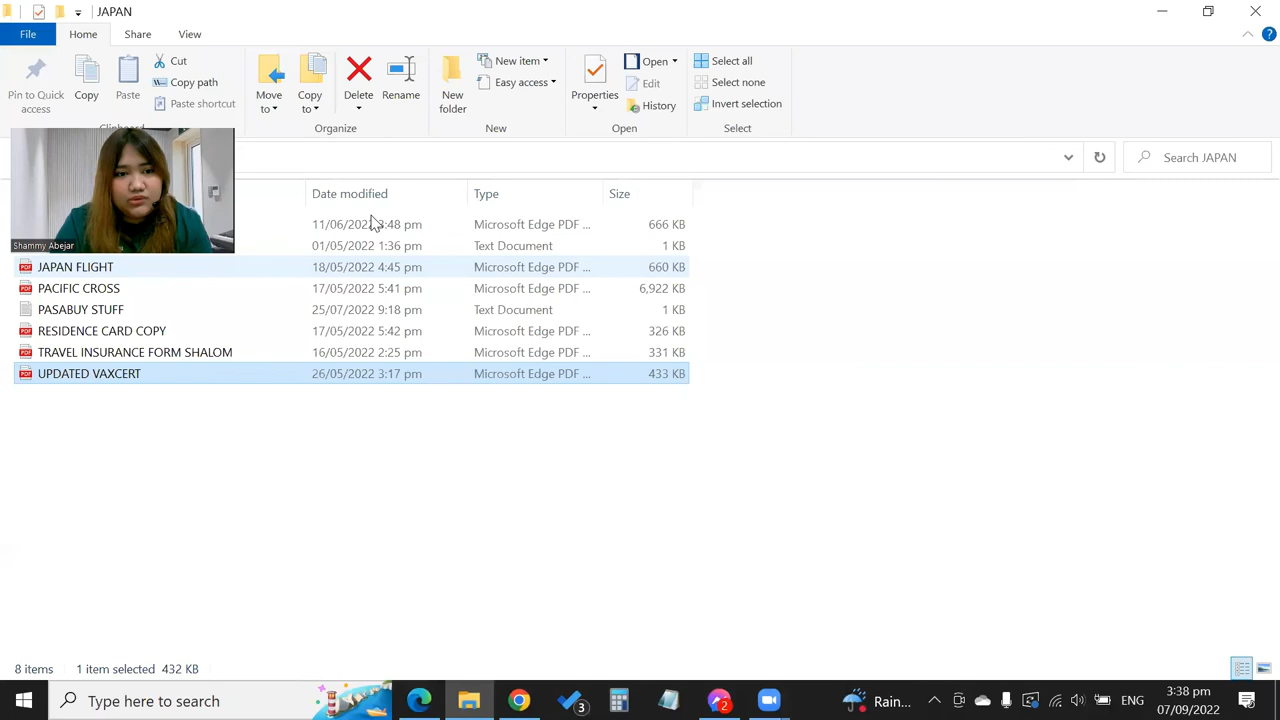 JAPAN
File Home Share View
Pin to Quick access
Copy
Paste
Cut
Copy path
Paste shortcut
Move to
Copy to
Delete
Rename
New folder
New item
Easy access
Properties
Open
Edit
History
Select all
Select none
Invert selection
Organize New Open Select
Search JAPAN
Date modified Type Size
Shammy Abejar
:48 pm Microsoft Edge PDF ... 666 KB
01/05/2022 1:36 pm Text Document 1 KB
JAPAN FLIGHT 18/05/2022 4:45 pm Microsoft Edge PDF ... 660 KB
PACIFIC CROSS 17/05/2022 5:41 pm Microsoft Edge PDF ... 6,922 KB
PASABUY STUFF 25/07/2022 9:18 pm Text Document 1 KB
RESIDENCE CARD COPY 17/05/2022 5:42 pm Microsoft Edge PDF ... 326 KB
TRAVEL INSURANCE FORM SHALOM 16/05/2022 2:25 pm Microsoft Edge PDF ... 331 KB
UPDATED VAXCERT 26/05/2022 3:17 pm Microsoft Edge PDF ... 433 KB
8 items 1 item selected 432 KB
Type here to search
3
2
Rain... ENG
3:38 pm
07/09/2022